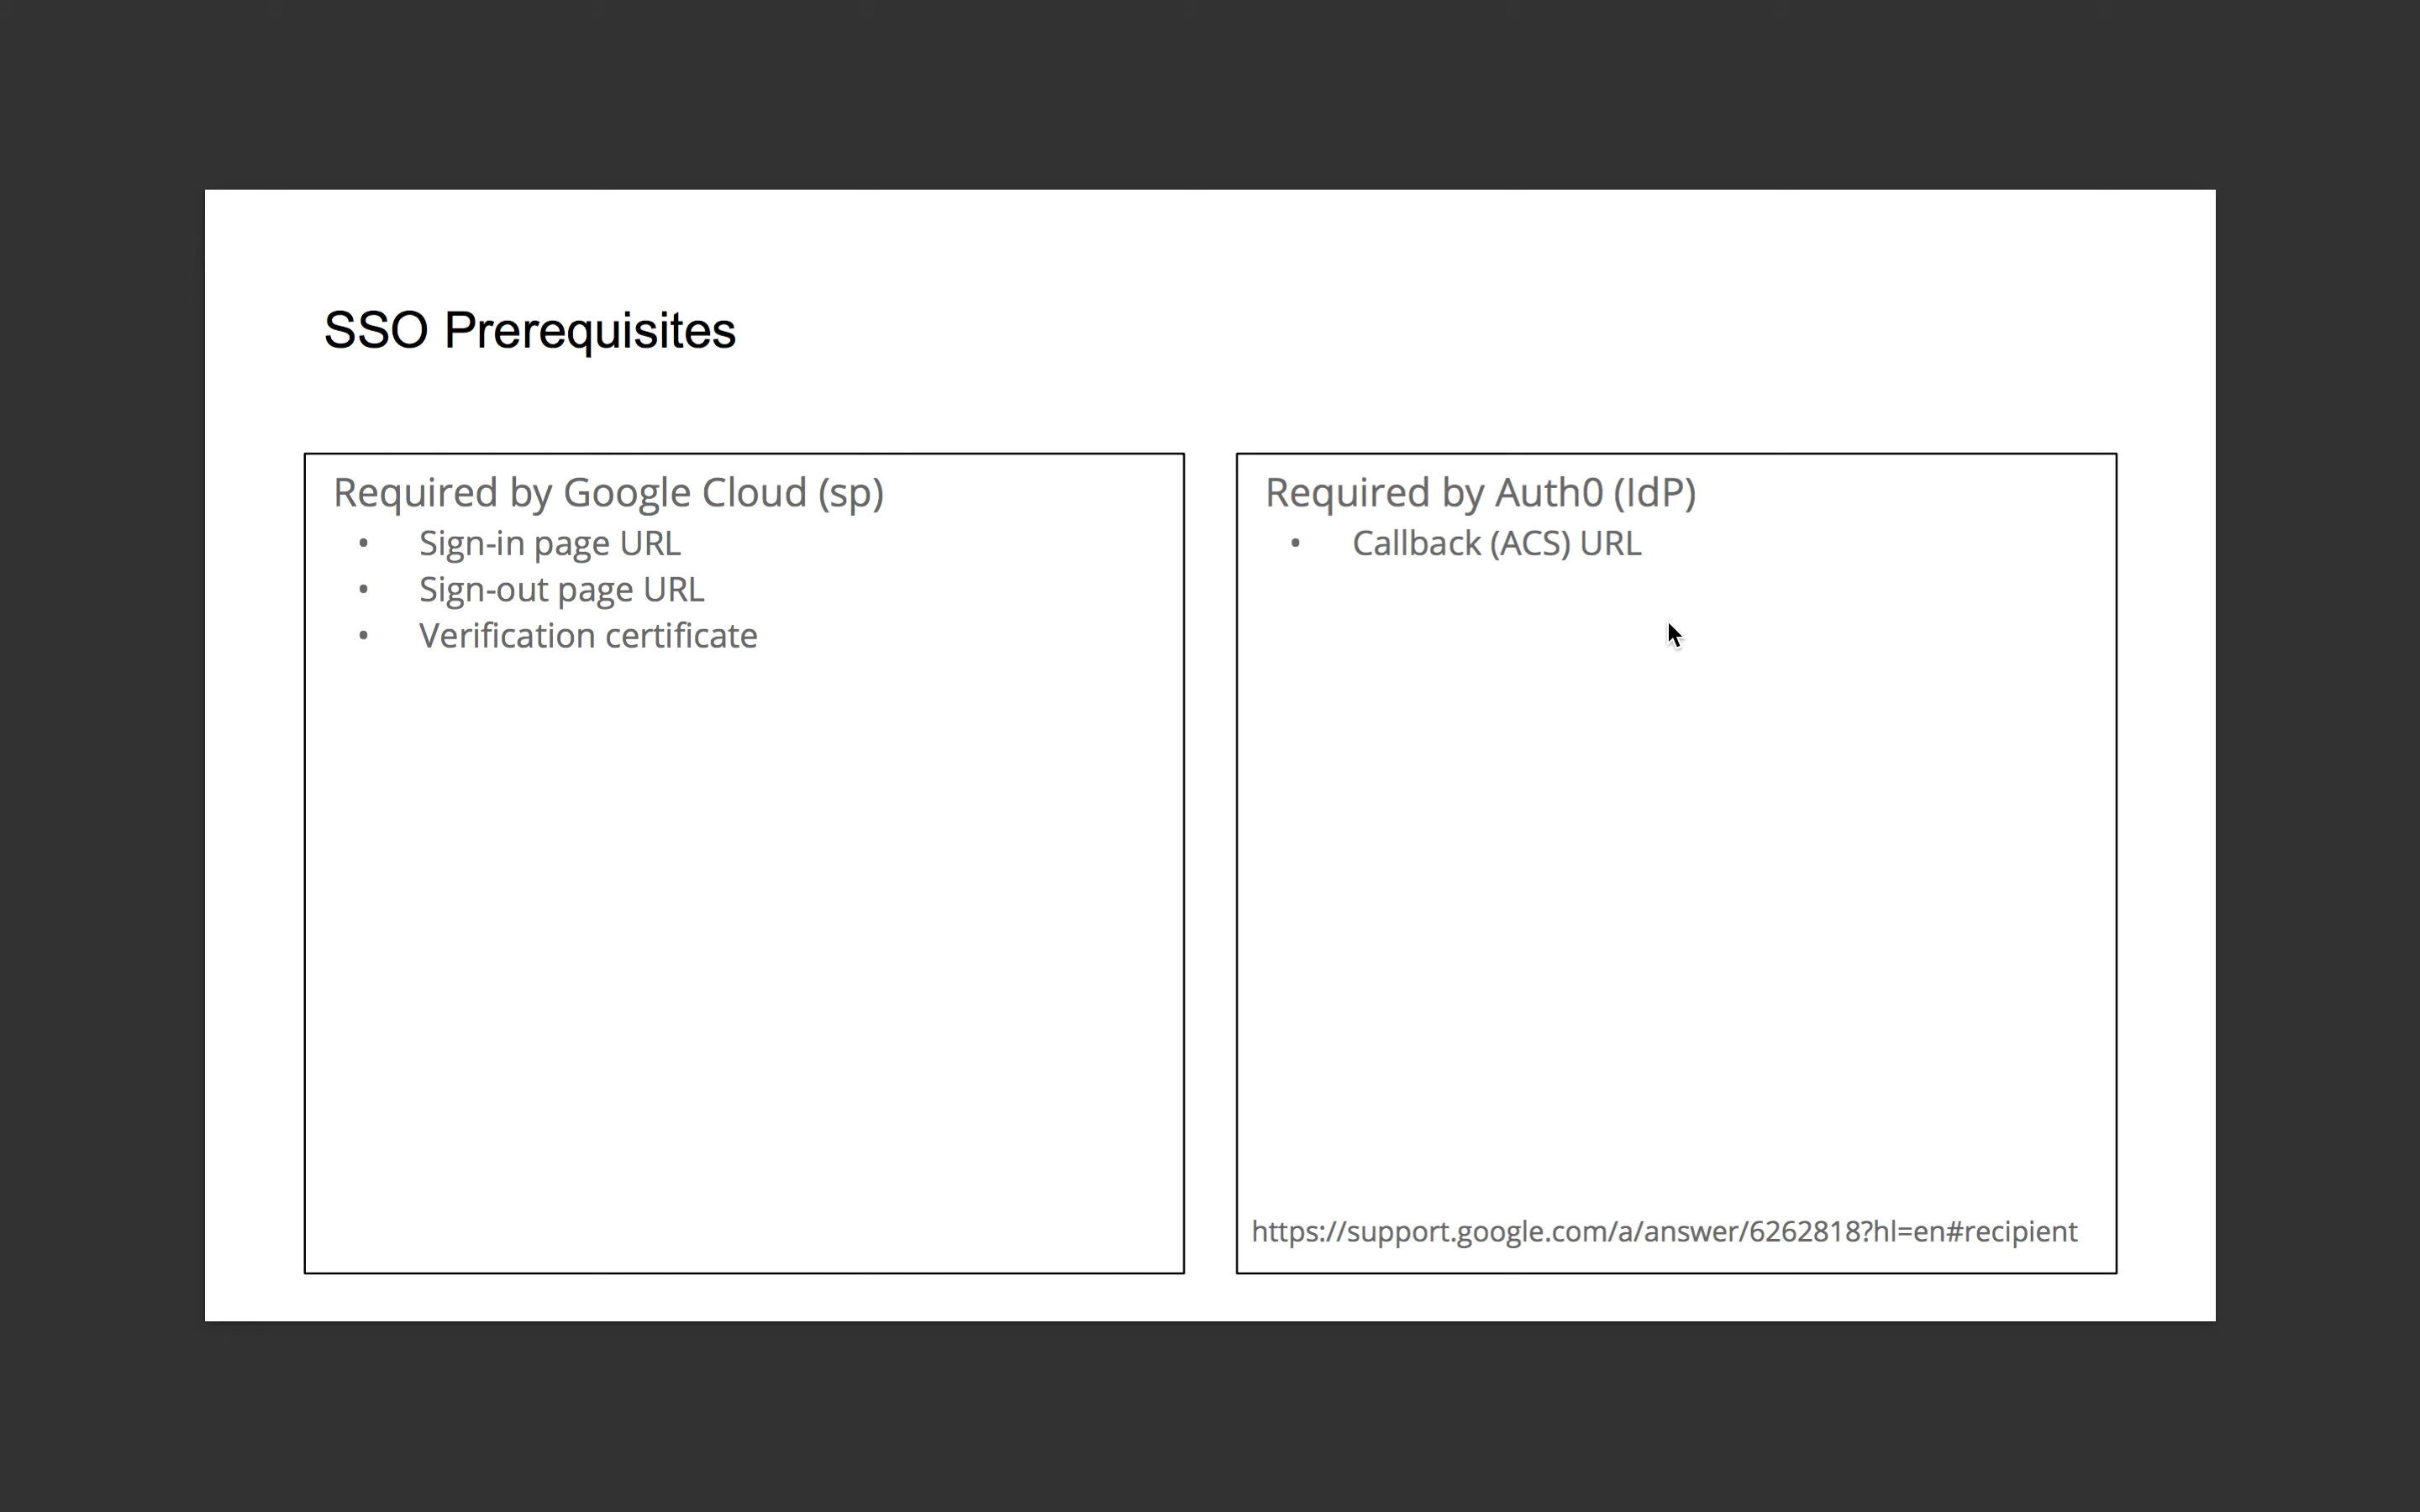 SSO Prerequisites
Required by Google Cloud (sp)
• Sign-in page URL
• Sign-out page URL
• Verification certificate
Required by Auth0 (IdP)
• Callback (ACS) URL
https://support.google.com/a/answer/6262818?hl=en#recipient